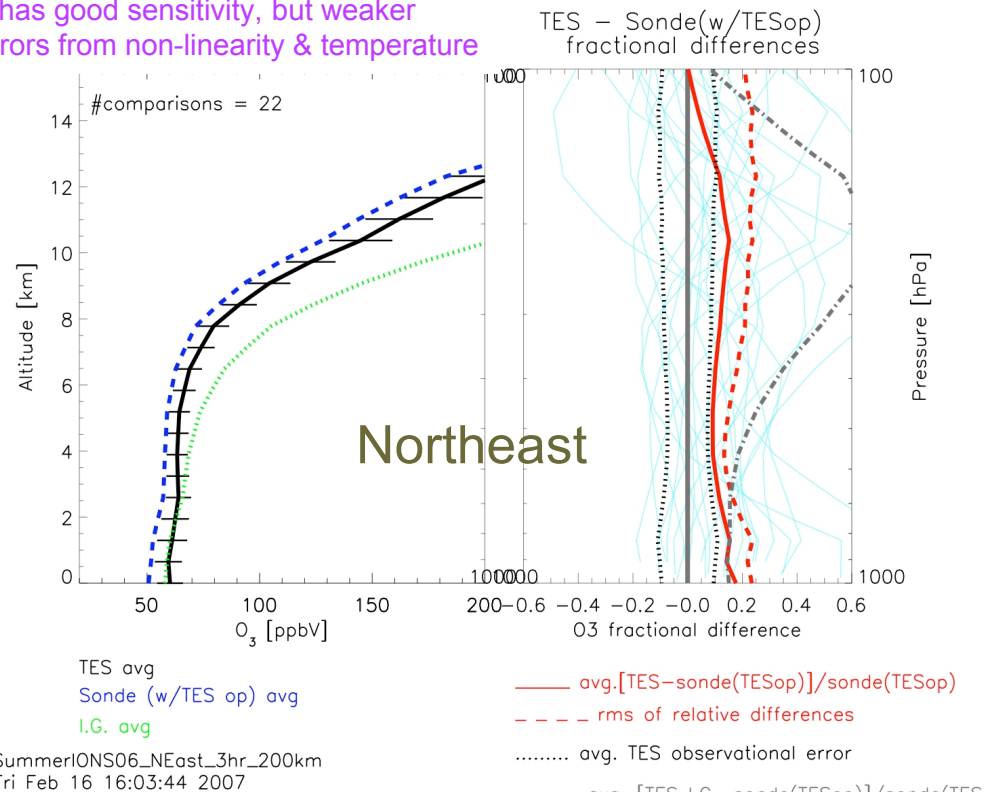 has good sensitivity, but weaker
rrors from non-linearity & temperature
TES – Sonde(w/TESop)
fractional differences
#comparisons = 22
14
12
10
8
6
4
2
0
Altitude [km]
50 100 150 200
O3 [ppbV]
Northeast
100
1000
Pressure [hPa]
−0.6 −0.4 −0.2 −0.0 0.2 0.4 0.6
O3 fractional difference
TES avg
Sonde (w/TES op) avg
I.G. avg
SummerIONS06_NEast_3hr_200km
Fri Feb 16 16:03:44 2007
avg.[TES−sonde(TESop)]/sonde(TESop)
rms of relative differences
avg. TES observational error